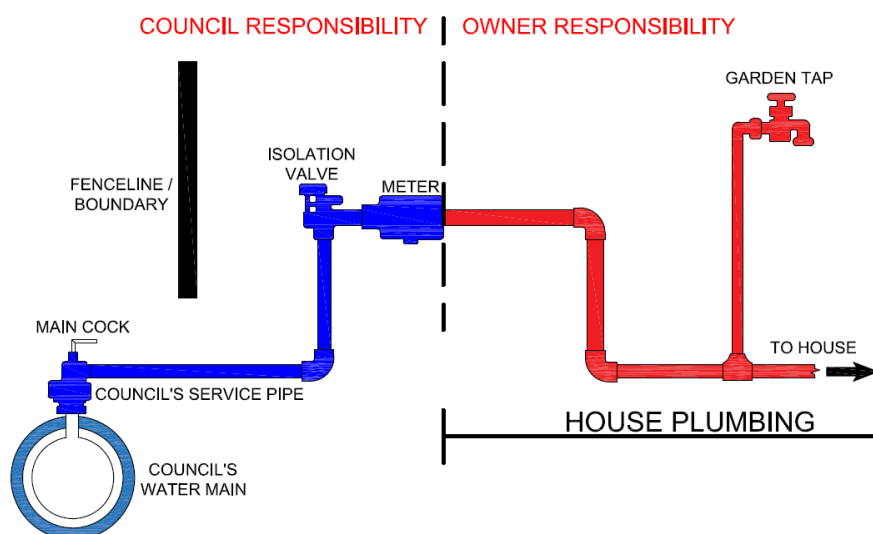 COUNCIL RESPONSIBILITY
OWNER RESPONSIBILITY
GARDEN TAP
ISOLATION
VALVE
METER
FENCELINE /
BOUNDARY
MAIN COCK
TO HOUSE
COUNCIL'S SERVICE PIPE
HOUSE PLUMBING
COUNCIL'S
WATER MAIN